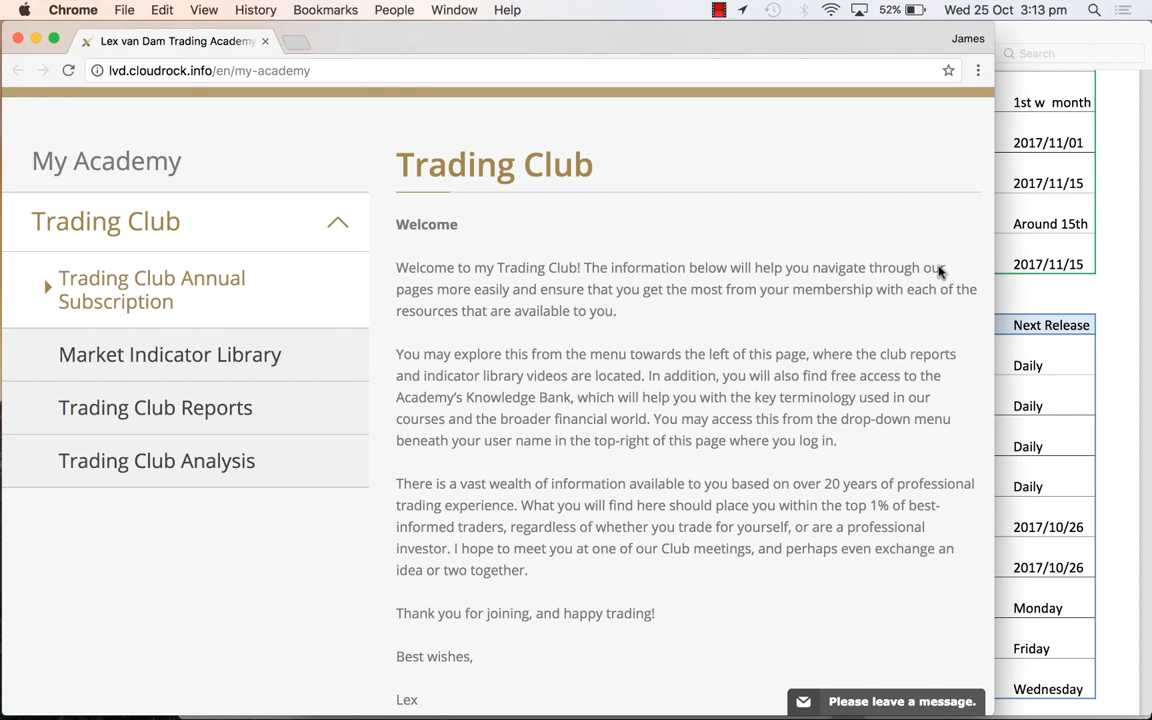 Chrome File Edit View History Bookmarks People Window Help 52% Wed 25 Oct 3:13 pm
Lex van Dam Trading Academy
James
lvd.cloudrock.info/en/my-academy
My Academy
Trading Club
Trading Club Annual
Subscription
Market Indicator Library
Trading Club Reports
Trading Club Analysis
Trading Club
Welcome
Welcome to my Trading Club! The information below will help you navigate through our
pages more easily and ensure that you get the most from your membership with each of the
resources that are available to you.
You may explore this from the menu towards the left of this page, where the club reports
and indicator library videos are located. In addition, you will also find free access to the
Academy's Knowledge Bank, which will help you with the key terminology used in our
courses and the broader financial world. You may access this from the drop-down menu
beneath your user name in the top-right of this page where you log in.
There is a vast wealth of information available to you based on over 20 years of professional
trading experience. What you will find here should place you within the top 1% of best-
informed traders, regardless of whether you trade for yourself, or are a professional
investor. I hope to meet you at one of our Club meetings, and perhaps even exchange an
idea or two together.
Thank you for joining, and happy trading!
Best wishes,
Lex
Please leave a message.
Search
1st w month
2017/11/01
2017/11/15
Around 15th
2017/11/15
Next Release
Daily
Daily
Daily
Daily
2017/10/26
2017/10/26
Monday
Friday
Wednesday